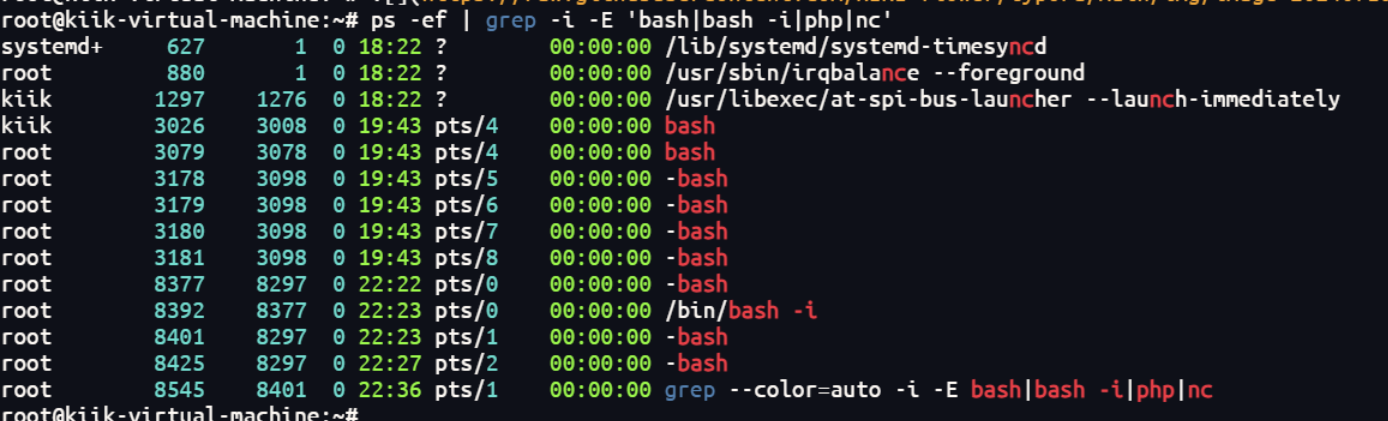 root@kiik-virtual-machine:~# ps -ef | grep -i -E 'bash|bash -i|php|nc'
systemd+     627       1  0 18:22 ?        00:00:00 /lib/systemd/systemd-timesyncd
root         880       1  0 18:22 ?        00:00:00 /usr/sbin/irqbalance --foreground
kiik        1297    1276  0 18:22 ?        00:00:00 /usr/libexec/at-spi-bus-launcher --launch-immediately
kiik        3026    3008  0 19:43 pts/4    00:00:00 bash
root        3079    3078  0 19:43 pts/4    00:00:00 bash
root        3178    3098  0 19:43 pts/5    00:00:00 -bash
root        3179    3098  0 19:43 pts/6    00:00:00 -bash
root        3180    3098  0 19:43 pts/7    00:00:00 -bash
root        3181    3098  0 19:43 pts/8    00:00:00 -bash
root        8377    8297  0 22:22 pts/0    00:00:00 -bash
root        8392    8377  0 22:23 pts/0    00:00:00 /bin/bash -i
root        8401    8297  0 22:23 pts/1    00:00:00 -bash
root        8425    8297  0 22:27 pts/2    00:00:00 -bash
root        8545    8401  0 22:36 pts/1    00:00:00 grep --color=auto -i -E bash|bash -i|php|nc
root@kiik-virtual-machine:~#